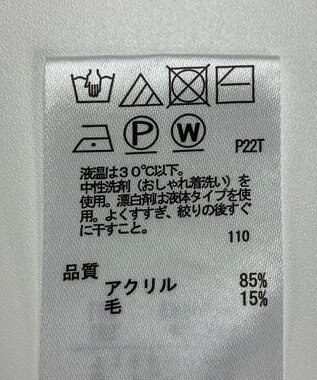 P W P22T
液温は30℃以下。
中性洗剤(おしゃれ着洗い)を
使用。漂白剤は液体タイプを使
用。よくすすぎ、絞りの後すぐ
に干すこと。
110
品質
アクリル 85%
毛 15%